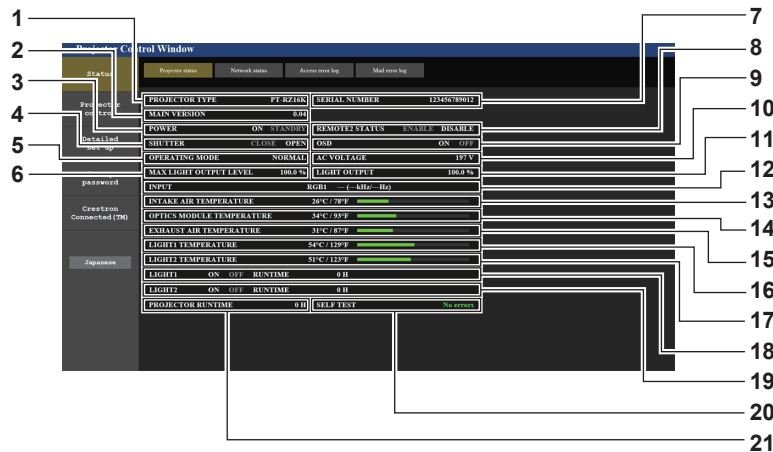 Projector Control Window
Status
Projector status Network status Access error log Mail error log
Projector control
Detailed set up
password
Crestron Connected(TM)
Japanese
PROJECTOR TYPE PT-RZ16K SERIAL NUMBER 123456789012
MAIN VERSION 0.04
POWER ON STANDBY REMOTE2 STATUS ENABLE DISABLE
SHUTTER CLOSE OPEN OSD ON OFF
OPERATING MODE NORMAL AC VOLTAGE 197 V
MAX LIGHT OUTPUT LEVEL 100.0 % LIGHT OUTPUT 100.0 %
INPUT RGB1 --- (---kHz/---Hz)
INTAKE AIR TEMPERATURE 26°C / 78°F
OPTICS MODULE TEMPERATURE 34°C / 93°F
EXHAUST AIR TEMPERATURE 31°C / 87°F
LIGHT1 TEMPERATURE 54°C / 129°F
LIGHT2 TEMPERATURE 51°C / 123°F
LIGHT1 ON OFF RUNTIME 0 H
LIGHT2 ON OFF RUNTIME 0 H
PROJECTOR RUNTIME 0 H SELF TEST No errors
1
2
3
4
5
6
7
8
9
10
11
12
13
14
15
16
17
18
19
20
21